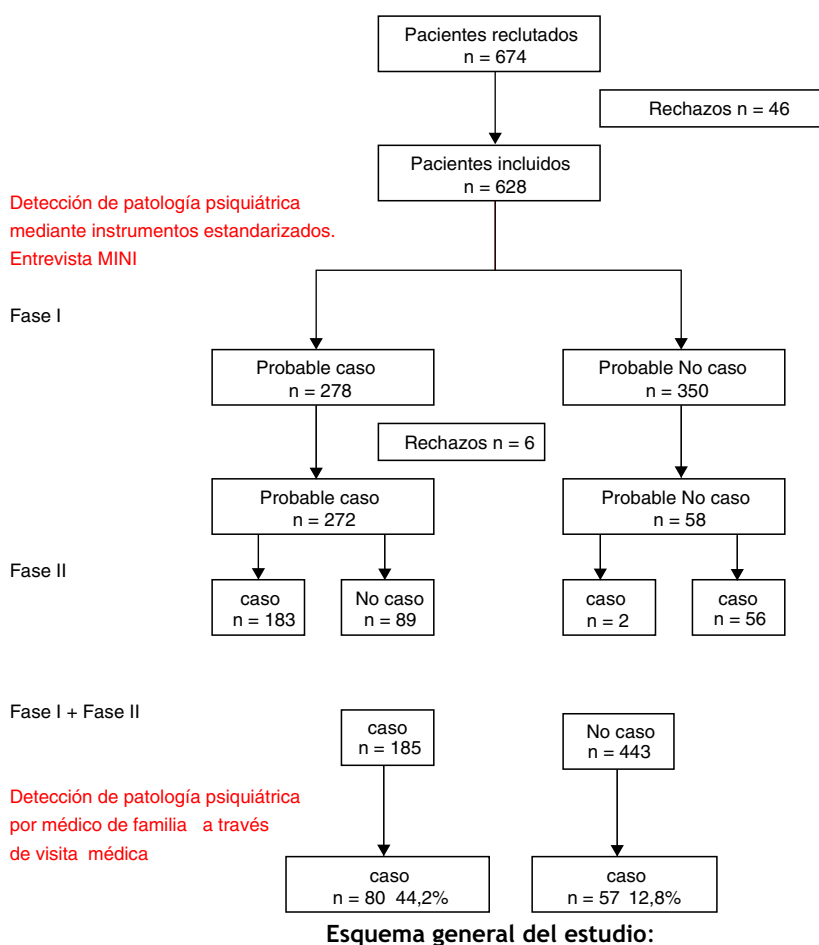 Pacientes reclutados
n = 674
Rechazos n = 46
Pacientes incluidos
n = 628
Detección de patología psiquiátrica
mediante instrumentos estandarizados.
Entrevista MINI
Fase I
Probable caso
n = 278
Probable No caso
n = 350
Rechazos n = 6
Probable caso
n = 272
Probable No caso
n = 58
Fase II
caso
n = 183
No caso
n = 89
caso
n = 2
caso
n = 56
Fase I + Fase II
caso
n = 185
No caso
n = 443
Detección de patología psiquiátrica
por médico de familia a través
de visita médica
caso
n = 80 44,2%
caso
n = 57 12,8%
Esquema general del estudio: